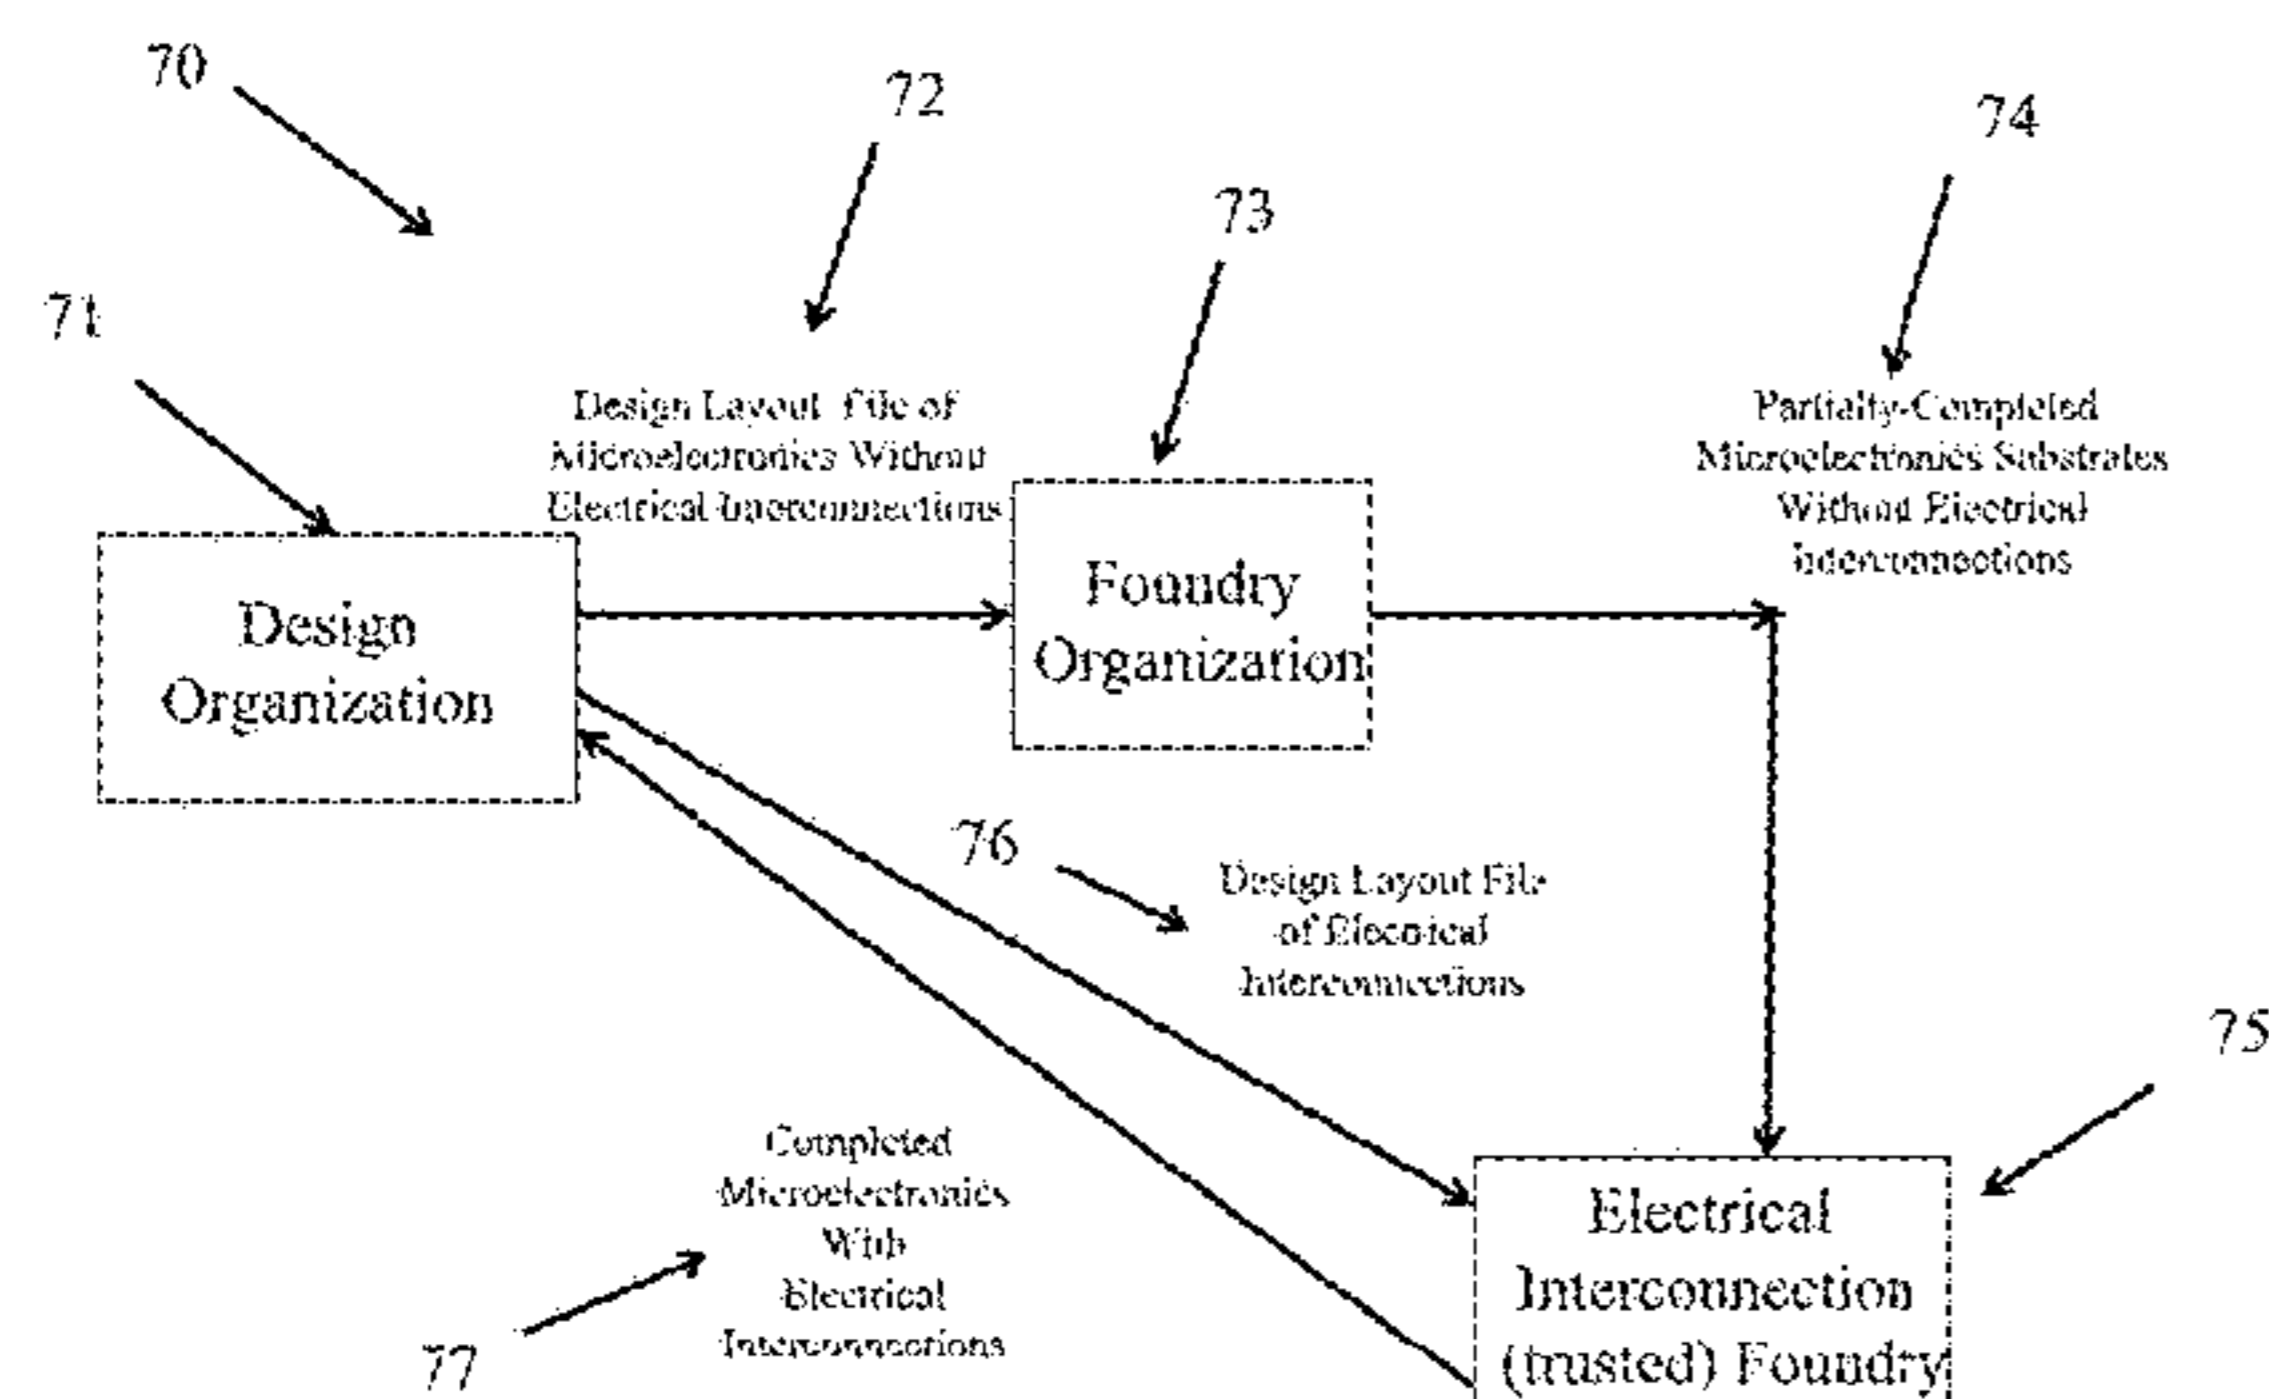 70
72
74
73
71
Design Layout File of
Microelectronics Without
Electrical Interconnections
Partially-Completed
Microelectronics Substrates
Without Electrical
Interconnections
Foundry
Organization
Design
Organization
76
Design Layout File
of Electrical
Interconnections
75
Completed
Microelectronics
With
Electrical
Interconnections
77
Electrical
Interconnection
(trusted) Foundry